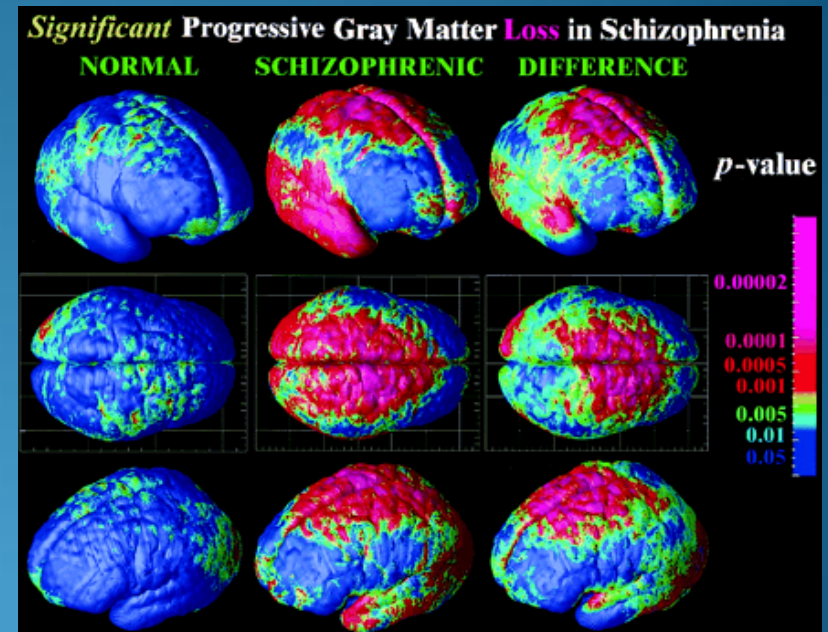 Significant Progressive Gray Matter Loss in Schizophrenia
NORMAL SCHIZOPHRENIC DIFFERENCE
p-value
0.00002
0.0001
0.0005
0.001
0.005
0.01
0.05